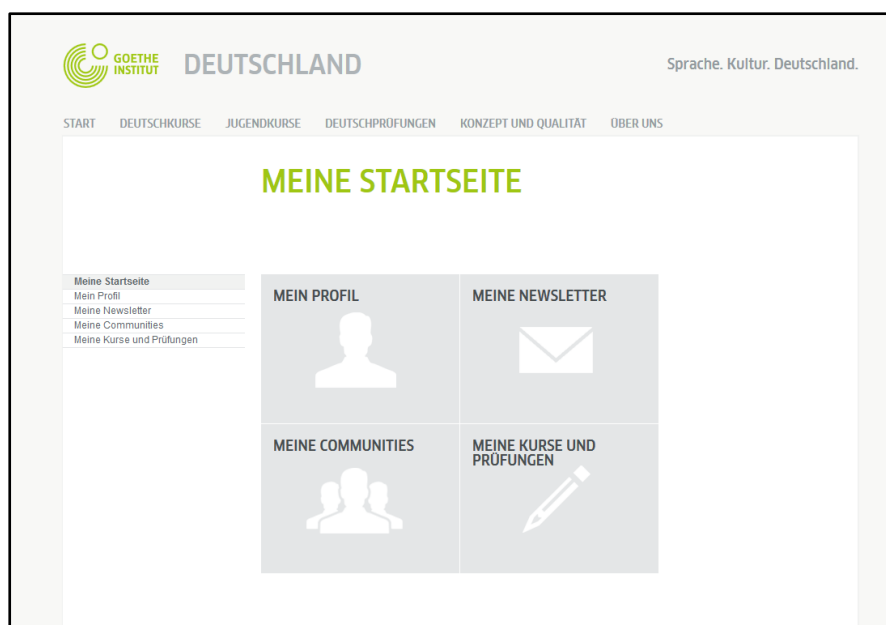 GOETHE
INSTITUT
DEUTSCHLAND
Sprache. Kultur. Deutschland.
START DEUTSCHKURSE JUGENDKURSE DEUTSCHPRÜFUNGEN KONZEPT UND QUALITÄT ÜBER UNS
MEINE STARTSEITE
Meine Startseite
Mein Profil
Meine Newsletter
Meine Communities
Meine Kurse und Prüfungen
MEIN PROFIL
MEINE NEWSLETTER
MEINE COMMUNITIES
MEINE KURSE UND
PRÜFUNGEN